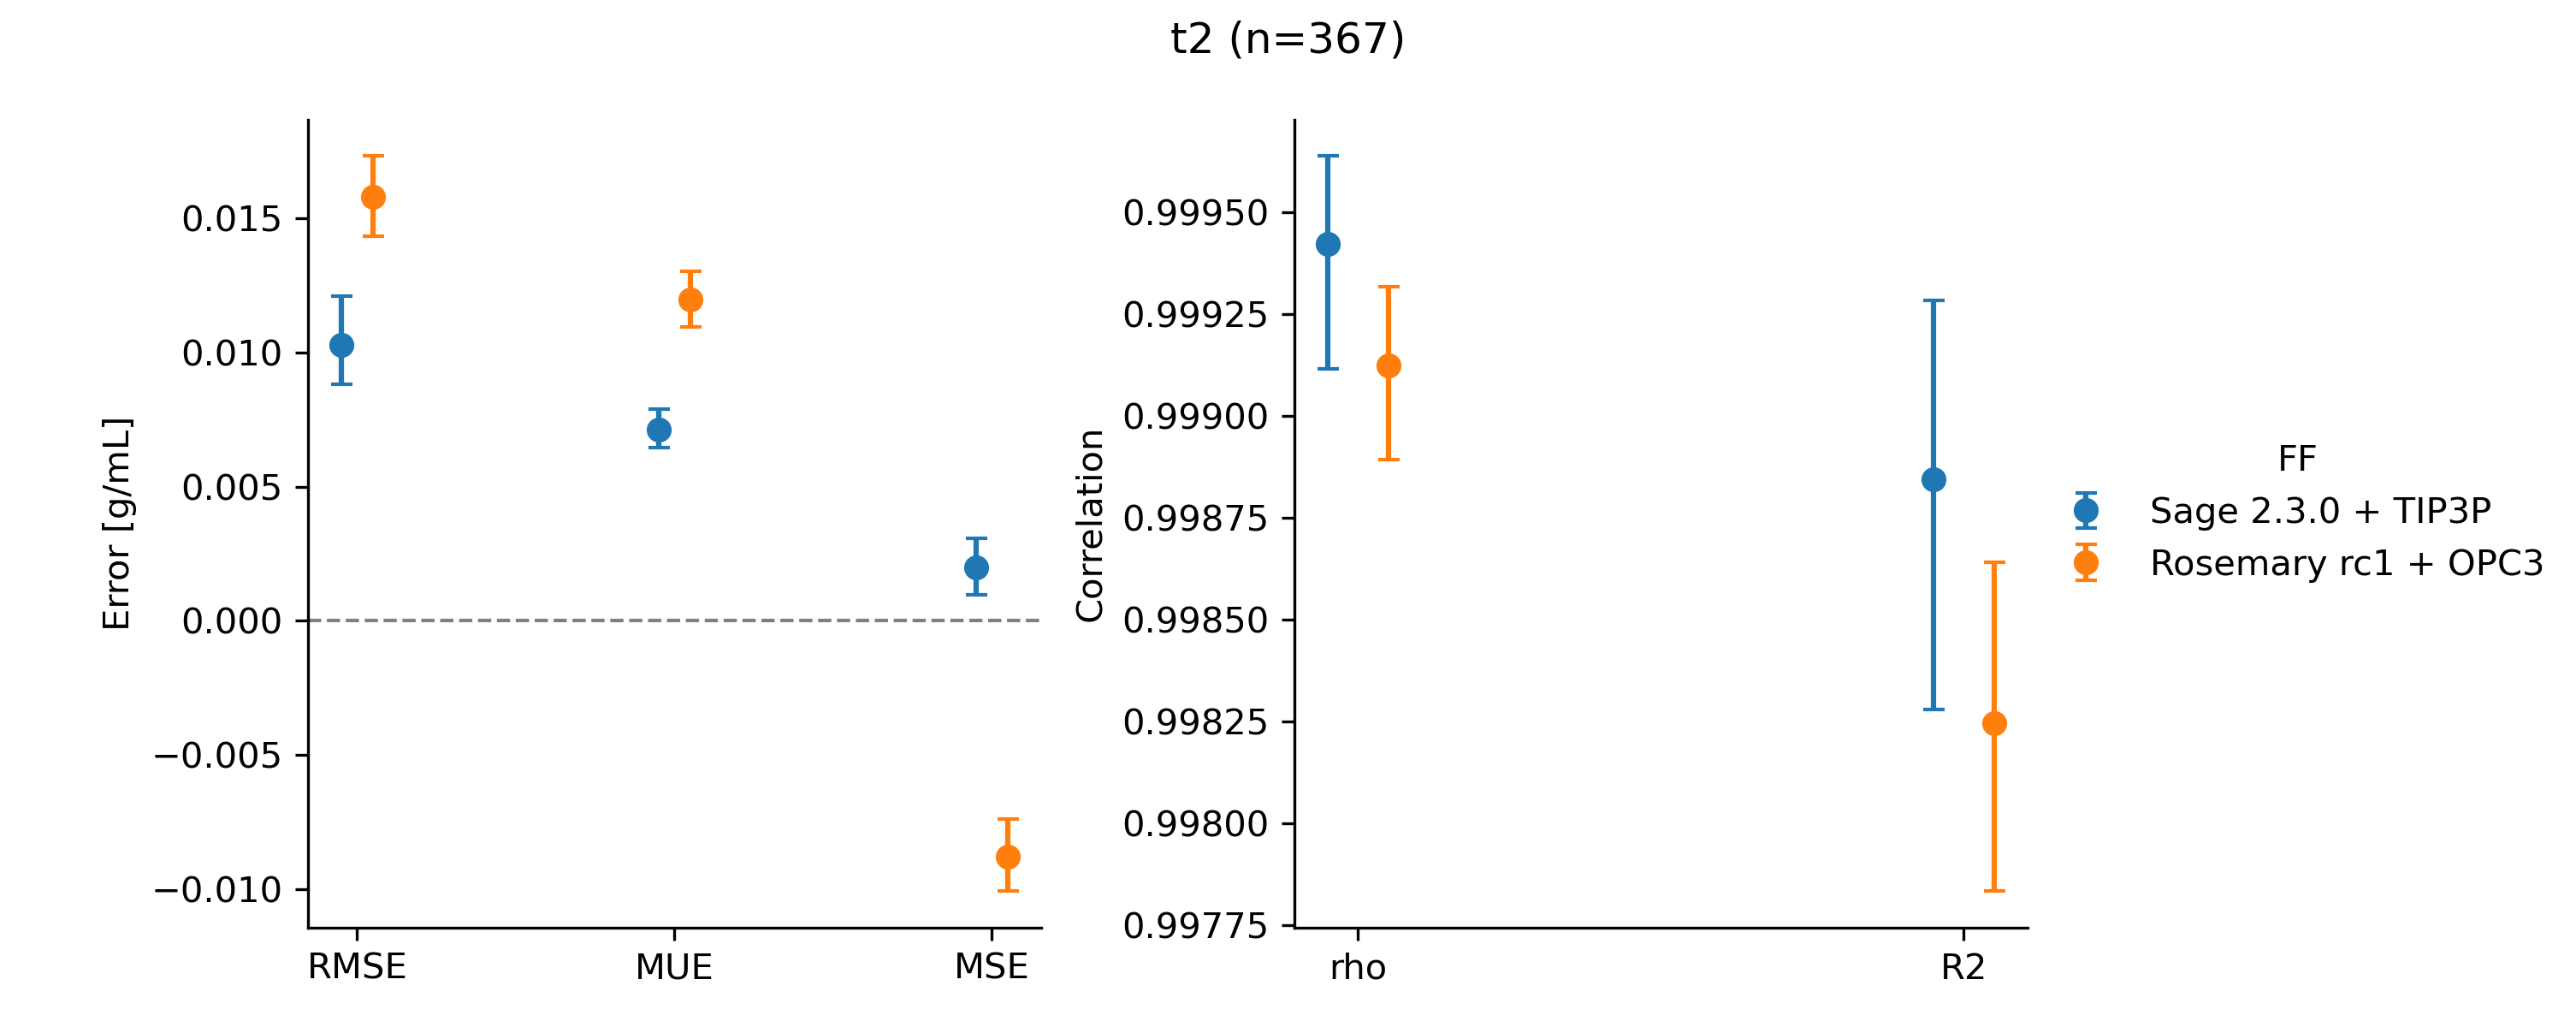 t2 (n=367)
Error [g/mL]
0.015
0.010
0.005
0.000
−0.005
−0.010
RMSE
MUE
MSE
Correlation
0.99950
0.99925
0.99900
0.99875
0.99850
0.99825
0.99800
0.99775
rho
R2
FF
Sage 2.3.0 + TIP3P
Rosemary rc1 + OPC3